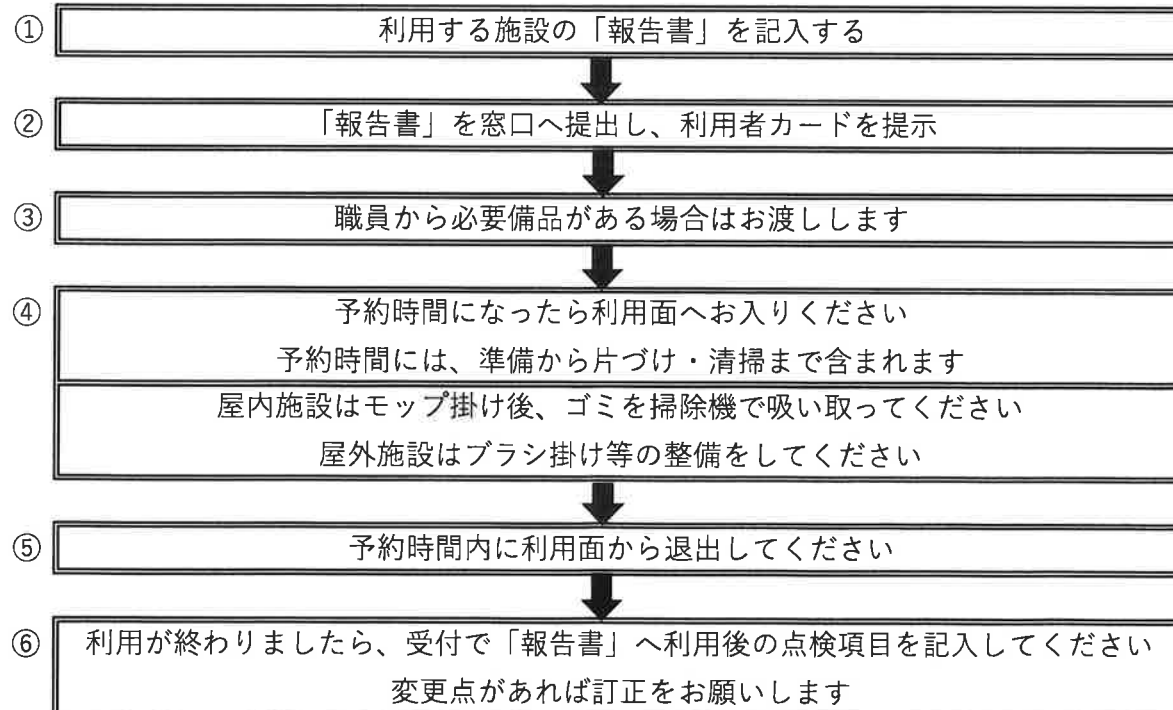 ① 利用する施設の「報告書」を記入する
② 「報告書」を窓口へ提出し、利用者カードを提示
③ 職員から必要備品がある場合はお渡しします
④ 予約時間になったら利用面へお入りください
予約時間には、準備から片づけ・清掃まで含まれます
屋内施設はモップ掛け後、ゴミを掃除機で吸い取ってください
屋外施設はブラシ掛け等の整備をしてください
⑤ 予約時間内に利用面から退出してください
⑥ 利用が終わりましたら、受付で「報告書」へ利用後の点検項目を記入してください
変更点があれば訂正をお願いします